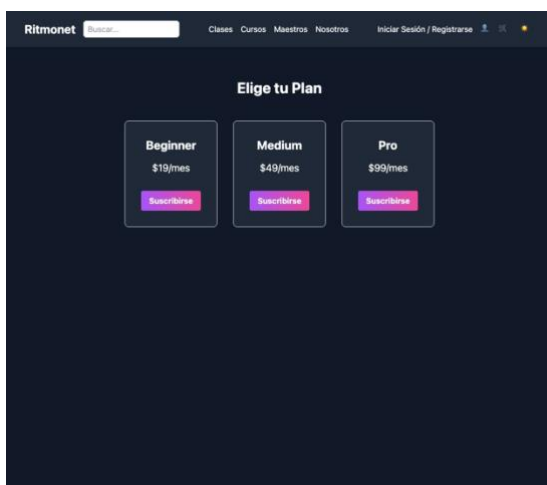 Ritmonet Buscar... Clases Cursos Maestros Nosotros Iniciar Sesión / Registrarse
Elige tu Plan
Beginner Medium Pro
$19/mes $49/mes $99/mes
Suscribirse Suscribirse Suscribirse